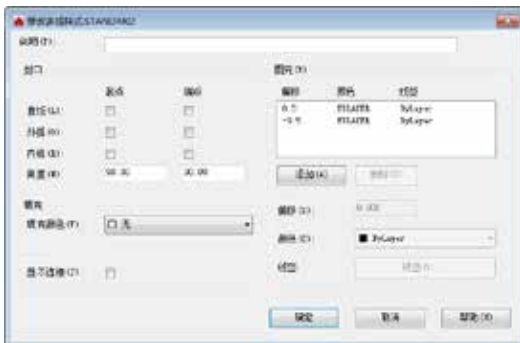 修改多线样式:STANDARD2
说明(P):
封口
起点 端点
直线(L):
外弧(O):
内弧(R):
角度(N): 90.00 90.00
填充
填充颜色(F): 无
显示连接(J):
图元(E)
偏移 颜色 线型
0.5 BYLAYER ByLayer
-0.5 BYLAYER ByLayer
添加(A) 删除(D)
偏移(S): 0.000
颜色(C): ByLayer
线型: 线型(Y)
确定 取消 帮助(H)